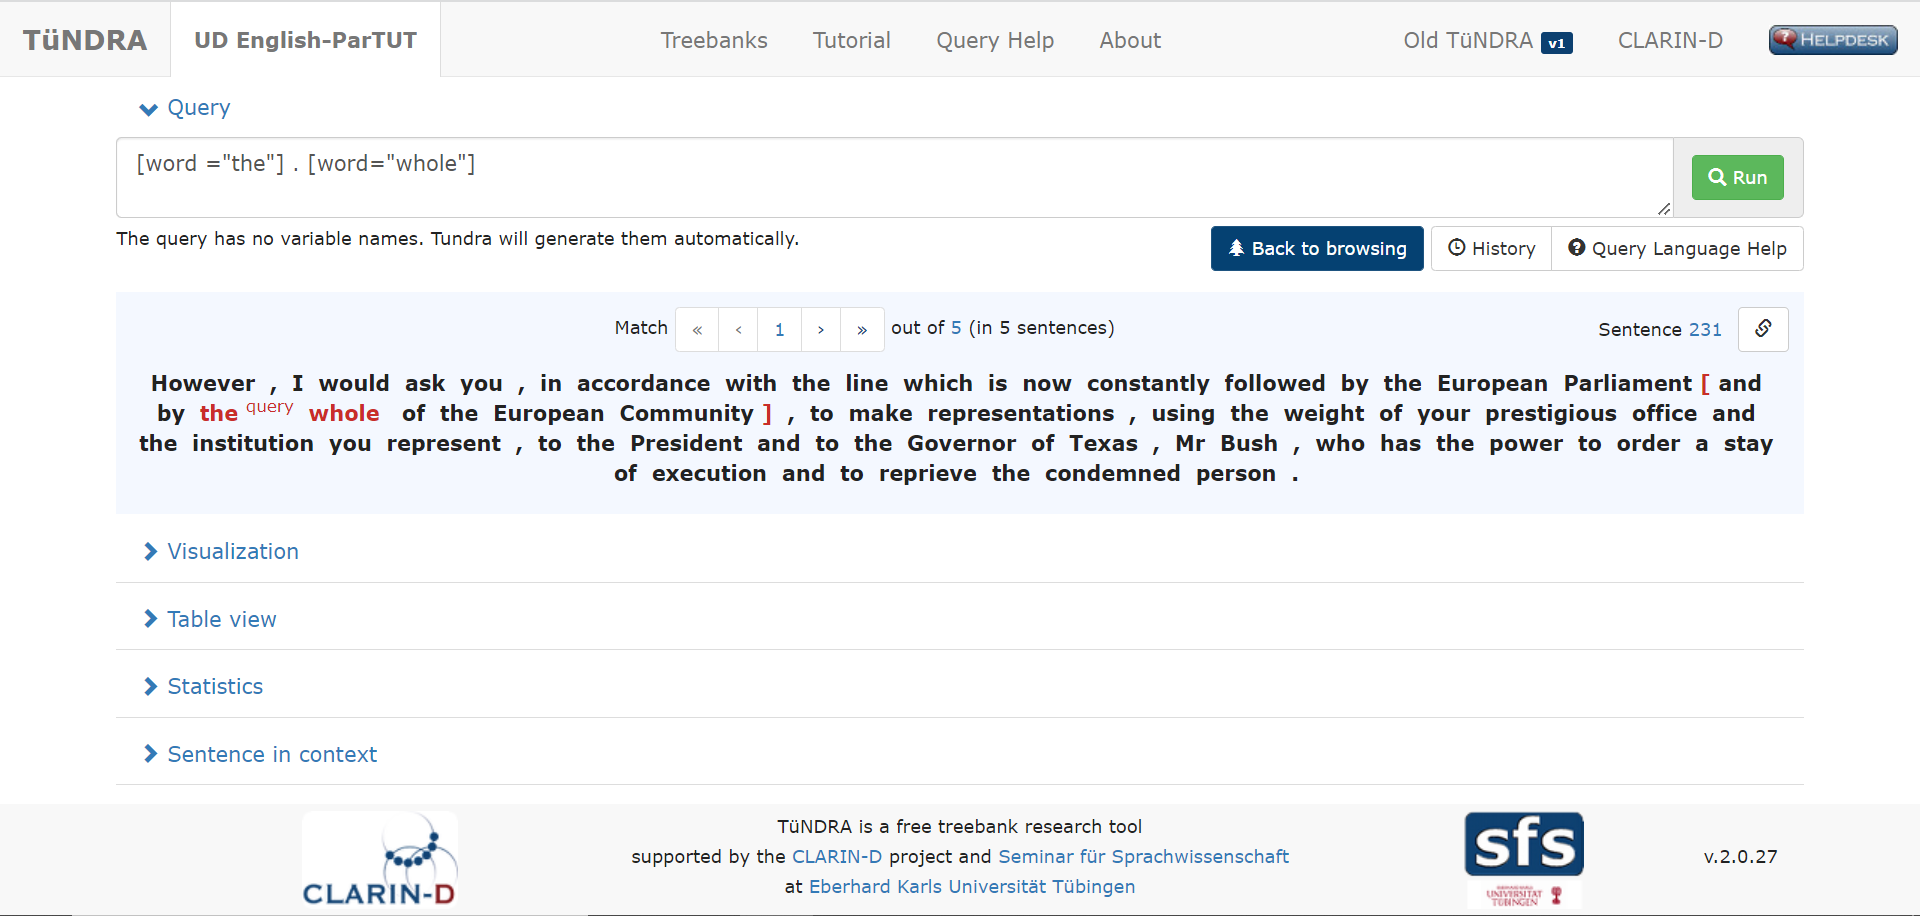 TüNDRA UD English-ParTUT Treebanks Tutorial Query Help About Old TüNDRA v1 CLARIN-D ? HELPDESK
Query
[word ="the"] . [word="whole"]
Run
The query has no variable names. Tundra will generate them automatically.
Back to browsing History Query Language Help
Match « ‹ 1 › » out of 5 (in 5 sentences) Sentence 231
However , I would ask you , in accordance with the line which is now constantly followed by the European Parliament [ and
by the query whole of the European Community ] , to make representations , using the weight of your prestigious office and
the institution you represent , to the President and to the Governor of Texas , Mr Bush , who has the power to order a stay
of execution and to reprieve the condemned person .
Visualization
Table view
Statistics
Sentence in context
CLARIN-D
TüNDRA is a free treebank research tool
supported by the CLARIN-D project and Seminar für Sprachwissenschaft
at Eberhard Karls Universität Tübingen
sfs
EBERHARD KARLS
UNIVERSITÄT
TÜBINGEN
v.2.0.27